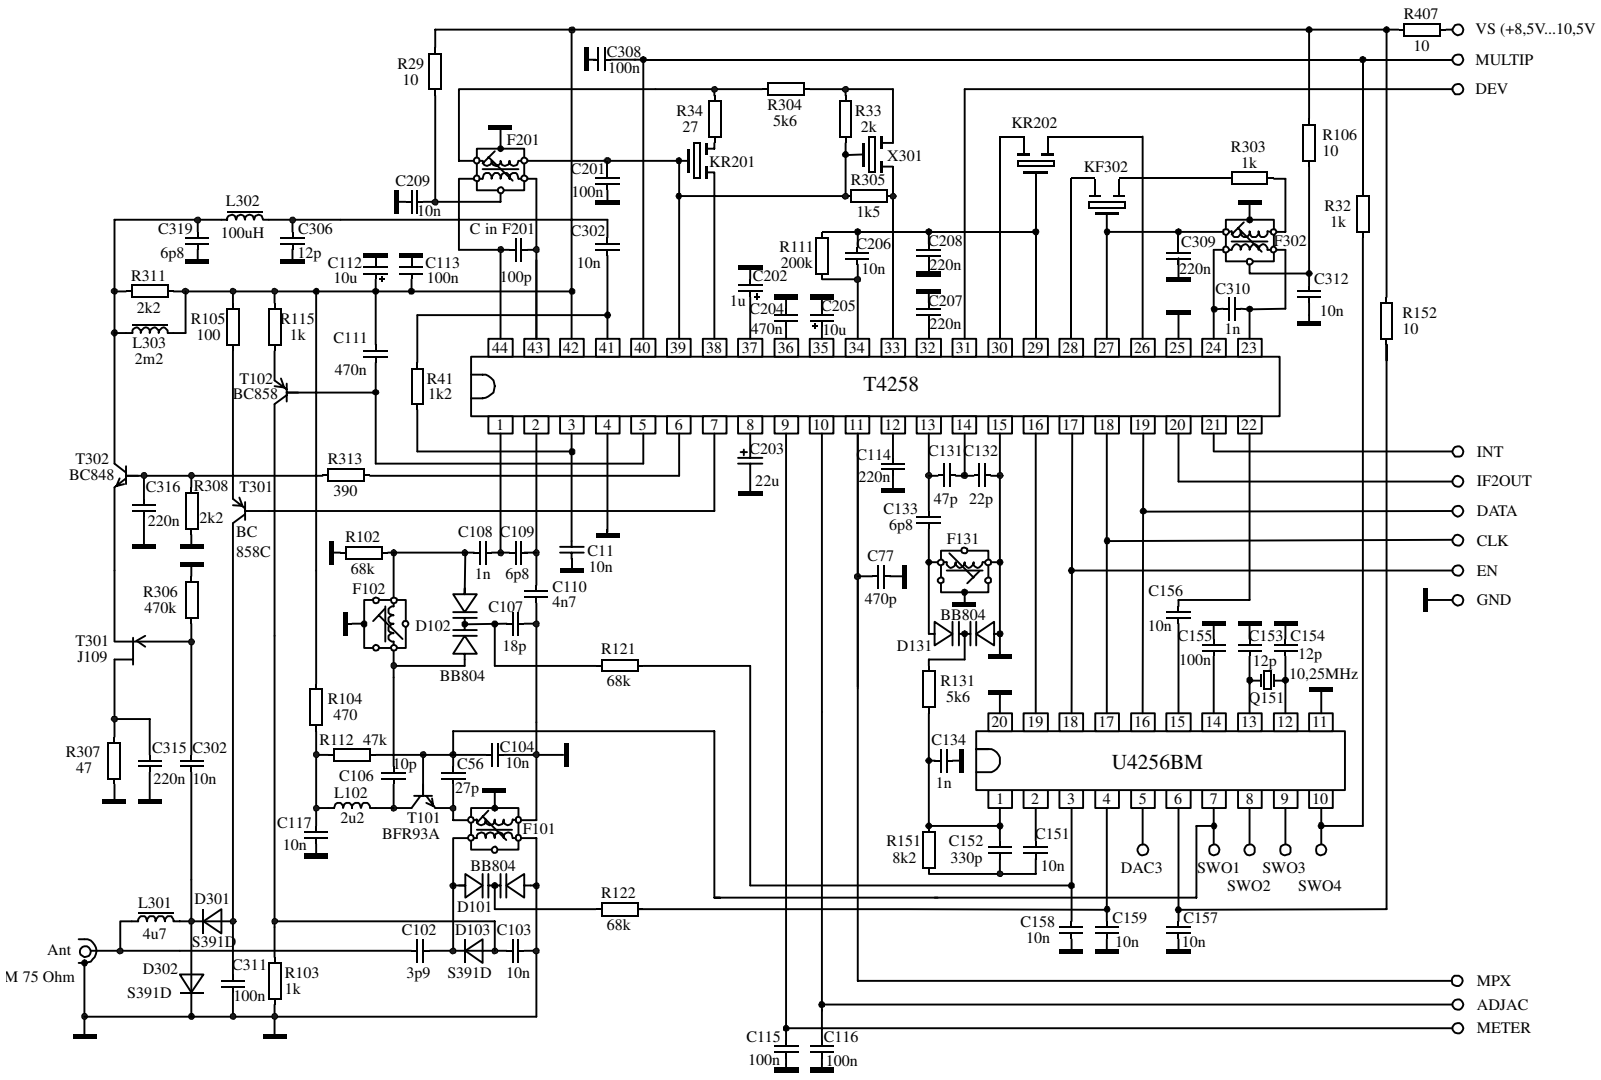 R407
10
VS (+8,5V...10,5V
MULTIP
DEV
C308
100n
R29
10
R34
27
R304
5k6
R33
2k
X301
KR202
KF302
R303
1k
R106
10
F201
KR201
C201
100n
R305
1k5
C209
10n
R32
1k
L302
100uH
C319
6p8
C306
12p
C in F201
100p
C302
10n
R111
200k
C206
10n
C208
220n
C309
220n
F302
R311
2k2
C112
10u
+
C113
100n
C202
1u
+
C204
470n
C205
10u
+
C207
220n
C310
1n
C312
10n
R152
10
L303
2m2
R105
100
R115
1k
C111
470n
44
43
42
41
40
39
38
37
36
35
34
33
32
31
30
29
28
27
26
25
24
23
T4258
R41
1k2
T102
BC858
1
2
3
4
5
6
7
8
9
10
11
12
13
14
15
16
17
18
19
20
21
22
T302
BC848
R313
390
C316
220n
R308
2k2
T301
BC
858C
+
C203
22u
C114
220n
C131
47p
C132
22p
INT
IF2OUT
DATA
CLK
EN
GND
C133
6p8
R102
68k
C108
1n
C109
6p8
C11
10n
F131
C77
470p
R306
470k
F102
C107
18p
C110
4n7
D102
BB804
C156
10n
BB804
D131
T301
J109
R121
68k
C155
100n
C153
12p
C154
12p
10,25MHz
Q151
R131
5k6
R104
470
20
19
18
17
16
15
14
13
12
11
U4256BM
R307
47
C315
220n
C302
10n
R112
47k
C106
10p
C56
27p
C104
10n
C134
1n
L102
2u2
T101
BFR93A
C117
10n
F101
1
2
3
4
5
6
7
8
9
10
R151
8k2
C152
330p
C151
10n
DAC3
SWO1
SWO2
SWO3
SWO4
BB804
D101
R122
68k
L301
4u7
D301
S391D
C102
3p9
D103
S391D
C103
10n
C158
10n
C159
10n
C157
10n
Ant
M 75 Ohm
D302
S391D
C311
100n
R103
1k
MPX
ADJAC
METER
C115
100n
C116
100n